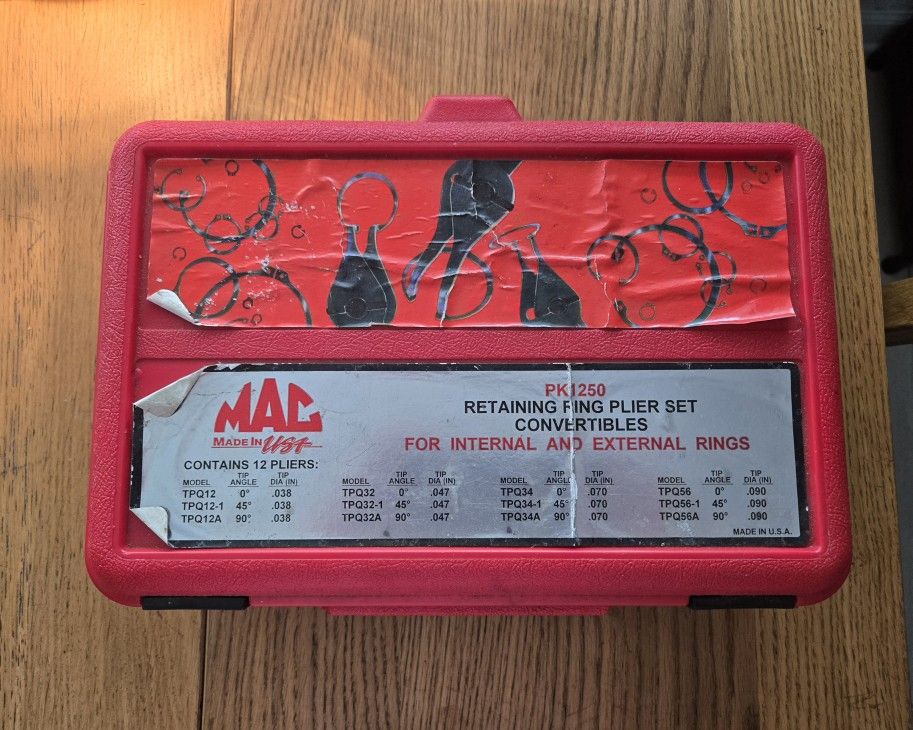 MAC
MADE IN USA
PK1250
RETAINING RING PLIER SET
CONVERTIBLES
FOR INTERNAL AND EXTERNAL RINGS
CONTAINS 12 PLIERS:
MODEL TIP ANGLE TIP DIA (IN) MODEL TIP ANGLE TIP DIA (IN) MODEL TIP ANGLE TIP DIA (IN) MODEL TIP ANGLE TIP DIA (IN)
TPQ12 0° .038 TPQ32 0° .047 TPQ34 0° .070 TPQ56 0° .090
TPQ12-1 45° .038 TPQ32-1 45° .047 TPQ34-1 45° .070 TPQ56-1 45° .090
TPQ12A 90° .038 TPQ32A 90° .047 TPQ34A 90° .070 TPQ56A 90° .090
MADE IN U.S.A.